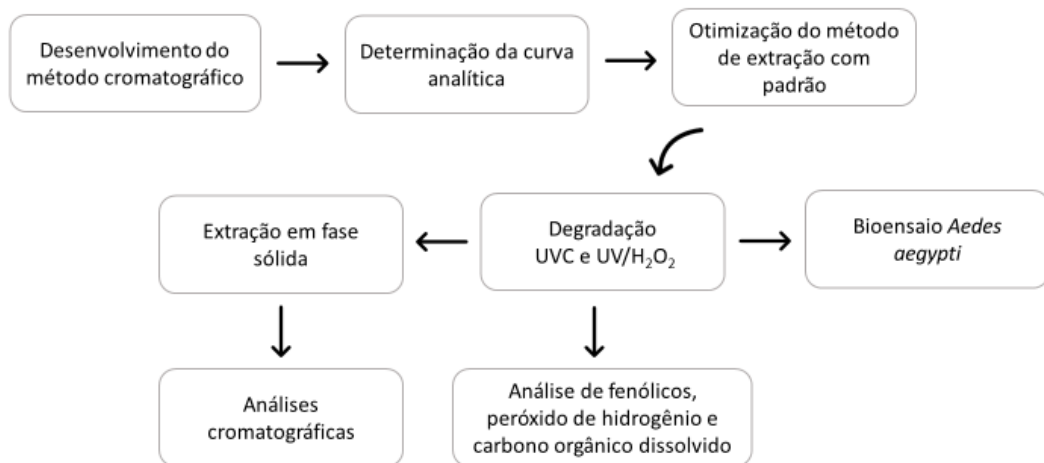 Desenvolvimento do
método cromatográfico
Determinação da curva
analítica
Otimização do método
de extração com
padrão
Extração em fase
sólida
Degradação
UVC e UV/H₂O₂
Bioensaio Aedes
aegypti
Análises
cromatográficas
Análise de fenólicos,
peróxido de hidrogênio e
carbono orgânico dissolvido